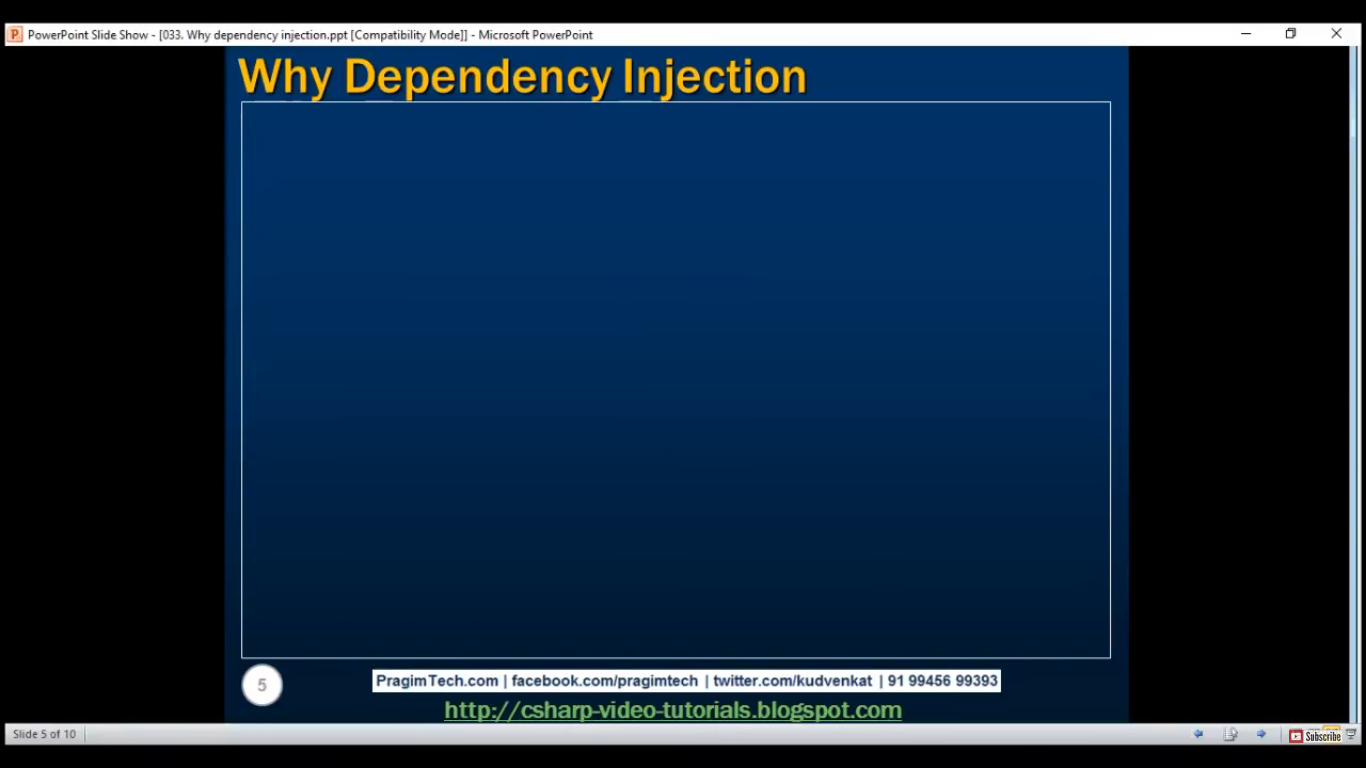 PowerPoint Slide Show - [033. Why dependency injection.ppt [Compatibility Mode]] - Microsoft PowerPoint
Why Dependency Injection
5
PragimTech.com | facebook.com/pragimtech | twitter.com/kudvenkat | 91 99456 99393
http://csharp-video-tutorials.blogspot.com
Slide 5 of 10
Subscribe